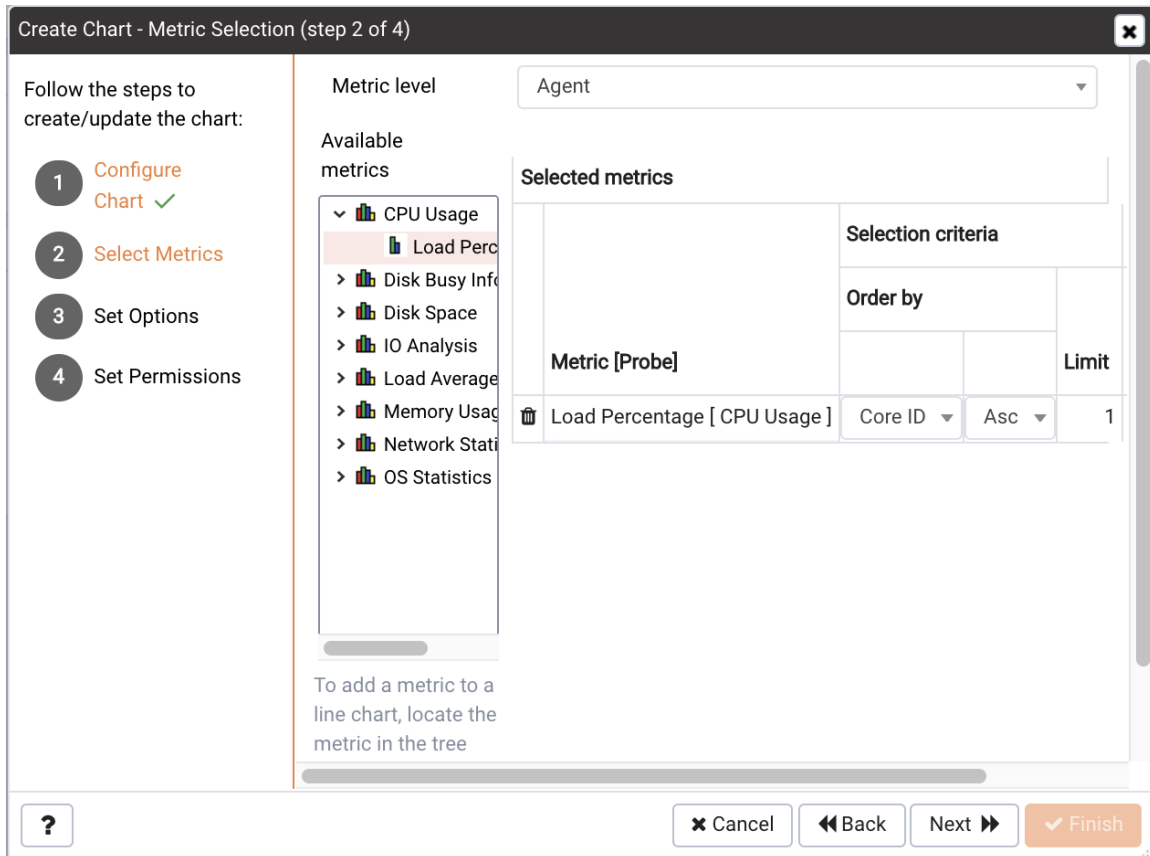 Create Chart - Metric Selection (step 2 of 4)
Follow the steps to
create/update the chart:
1 Configure
Chart
2 Select Metrics
3 Set Options
4 Set Permissions
Metric level
Agent
Available
metrics
CPU Usage
Load Perc
Disk Busy Info
Disk Space
IO Analysis
Load Average
Memory Usag
Network Stati
OS Statistics
To add a metric to a
line chart, locate the
metric in the tree
Selected metrics
Selection criteria
Order by
Metric [Probe]
Limit
Load Percentage [ CPU Usage ]
Core ID
Asc
1
?
Cancel
Back
Next
Finish